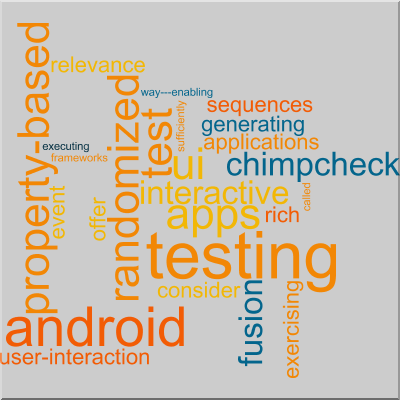 property-based
relevance
way---enabling
randomized
test
sufficiently
sequences
generating
applications
executing
frameworks
ui
chimpcheck
event
offer
interactive
apps
rich
called
testing
consider
fusion
exercising
android
user-interaction